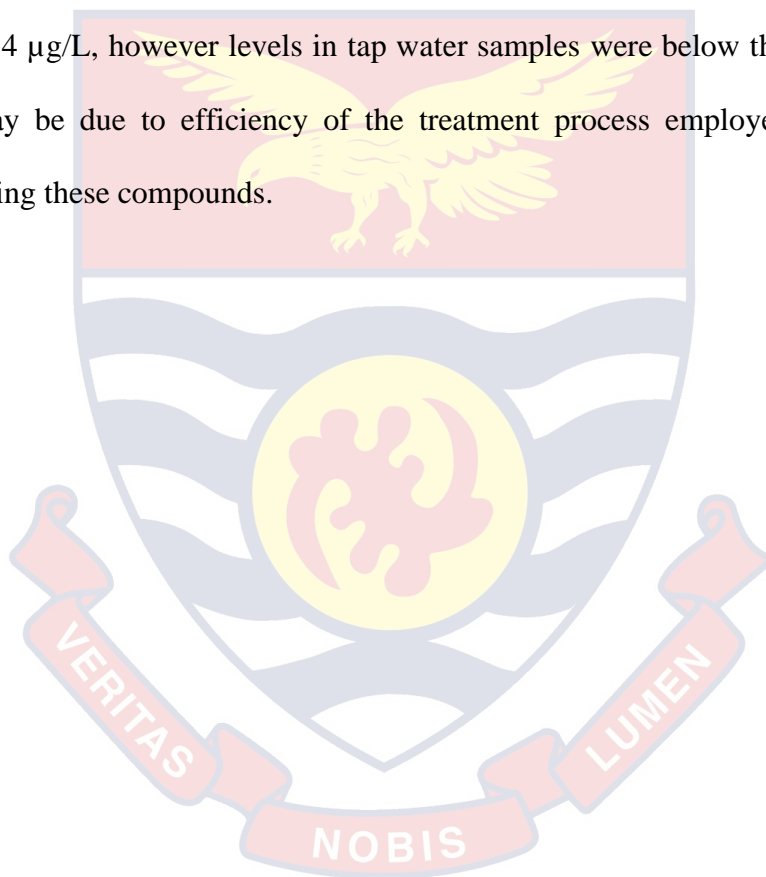 4 µg/L, however levels in tap water samples were below th
ay be due to efficiency of the treatment process employe
ing these compounds.
VERITAS
NOBIS
LUMEN